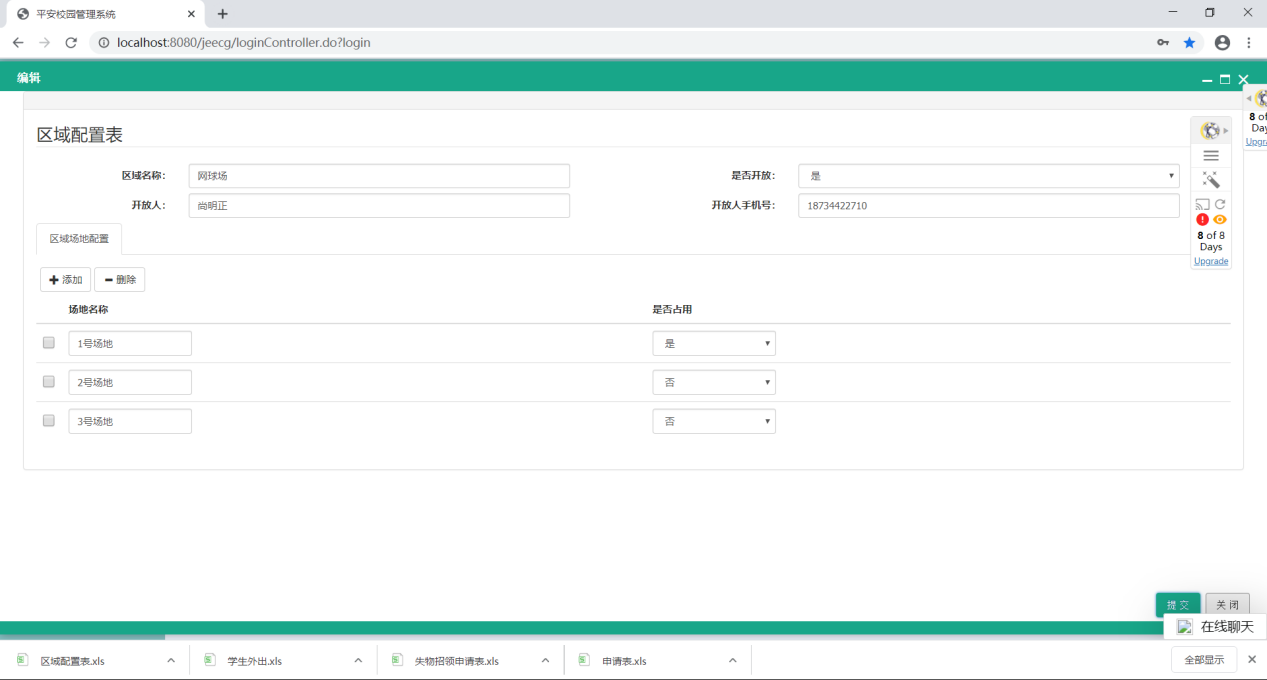 平安校园管理系统
localhost:8080/jeecg/loginController.do?login
编辑
8 of
Day
Upgra
区域配置表
区域名称： 网球场 是否开放： 是
开放人： 尚明正 开放人手机号： 18734422710
8 of 8
Days
Upgrade
区域场地配置
添加 删除
场地名称 是否占用
1号场地 是
2号场地 否
3号场地 否
提交 关闭
在线聊天
区域配置表.xls 学生外出.xls 失物招领申请表.xls 申请表.xls 全部显示